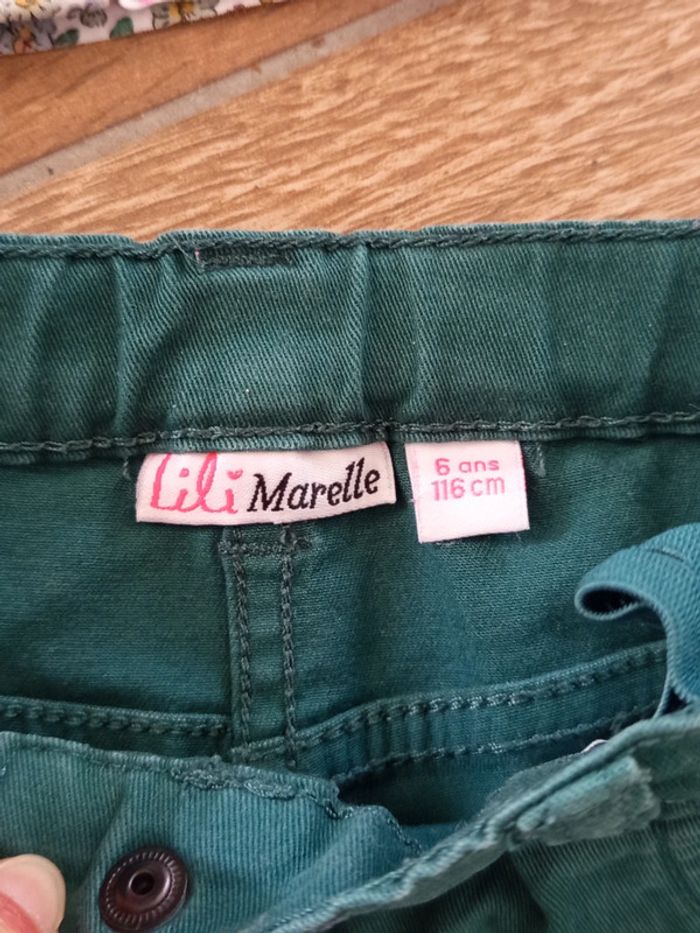 Lili Marelle
6 ans
116 cm